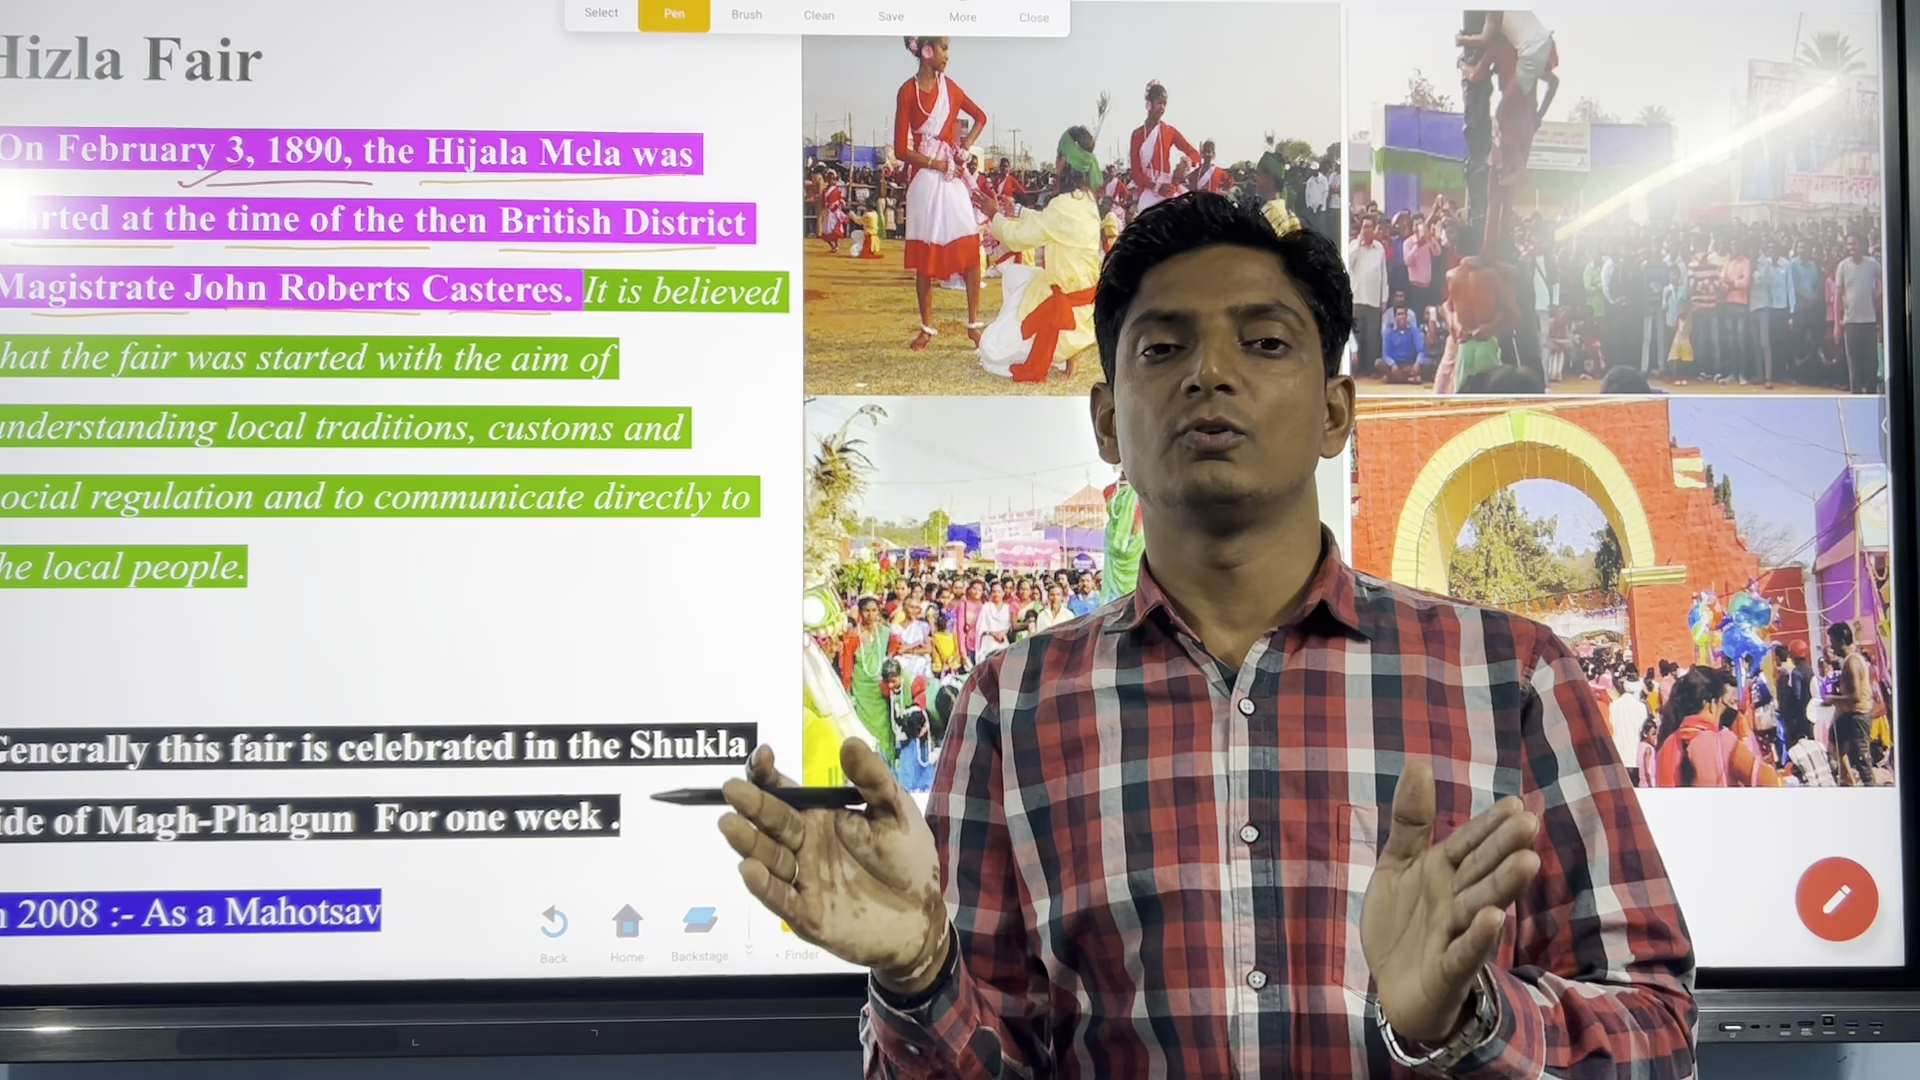 Select Pen Brush Clean Save More Close
Hizla Fair
On February 3, 1890, the Hijala Mela was
arted at the time of the then British District
Magistrate John Roberts Casteres. It is believed
hat the fair was started with the aim of
understanding local traditions, customs and
ocial regulation and to communicate directly to
he local people.
Generally this fair is celebrated in the Shukla
ide of Magh-Phalgun For one week .
n 2008 :- As a Mahotsav
Back Home Backstage Finder